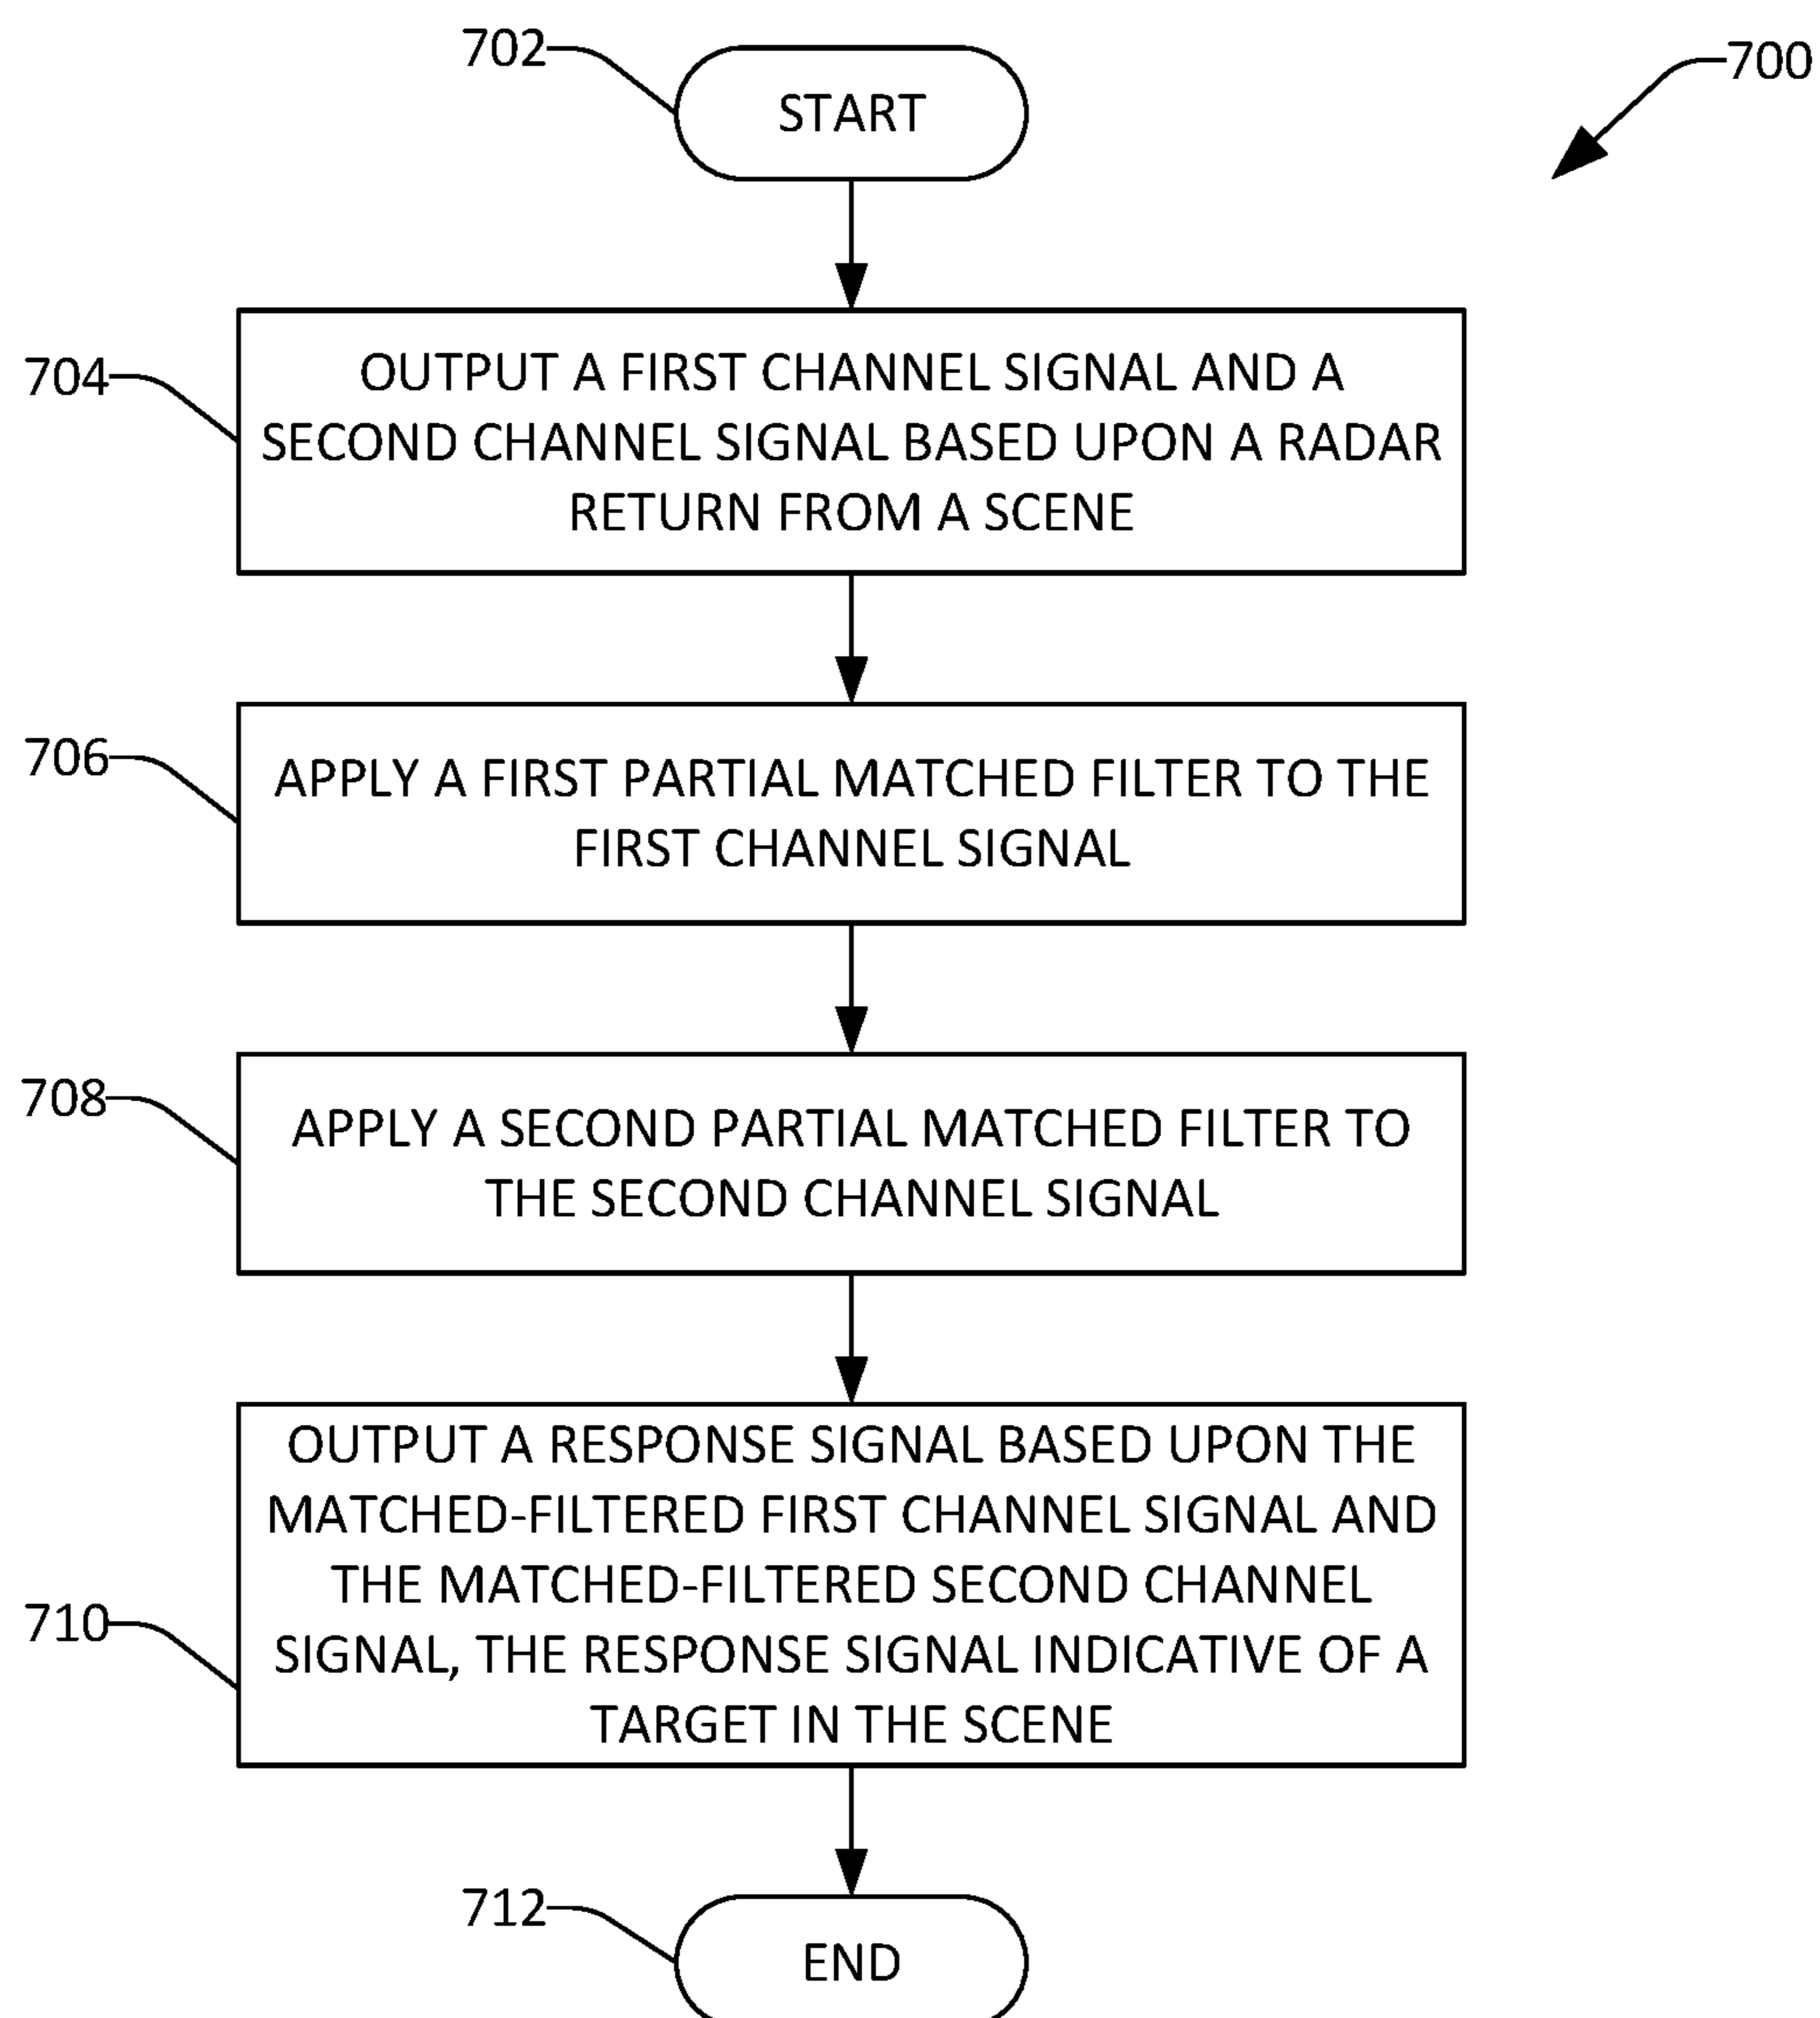 702
START
700
704
OUTPUT A FIRST CHANNEL SIGNAL AND A
SECOND CHANNEL SIGNAL BASED UPON A RADAR
RETURN FROM A SCENE
706
APPLY A FIRST PARTIAL MATCHED FILTER TO THE
FIRST CHANNEL SIGNAL
708
APPLY A SECOND PARTIAL MATCHED FILTER TO
THE SECOND CHANNEL SIGNAL
710
OUTPUT A RESPONSE SIGNAL BASED UPON THE
MATCHED-FILTERED FIRST CHANNEL SIGNAL AND
THE MATCHED-FILTERED SECOND CHANNEL
SIGNAL, THE RESPONSE SIGNAL INDICATIVE OF A
TARGET IN THE SCENE
712
END